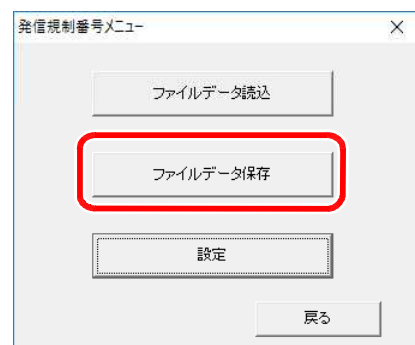 発信規制番号メニュー
ファイルデータ読込
ファイルデータ保存
設定
戻る